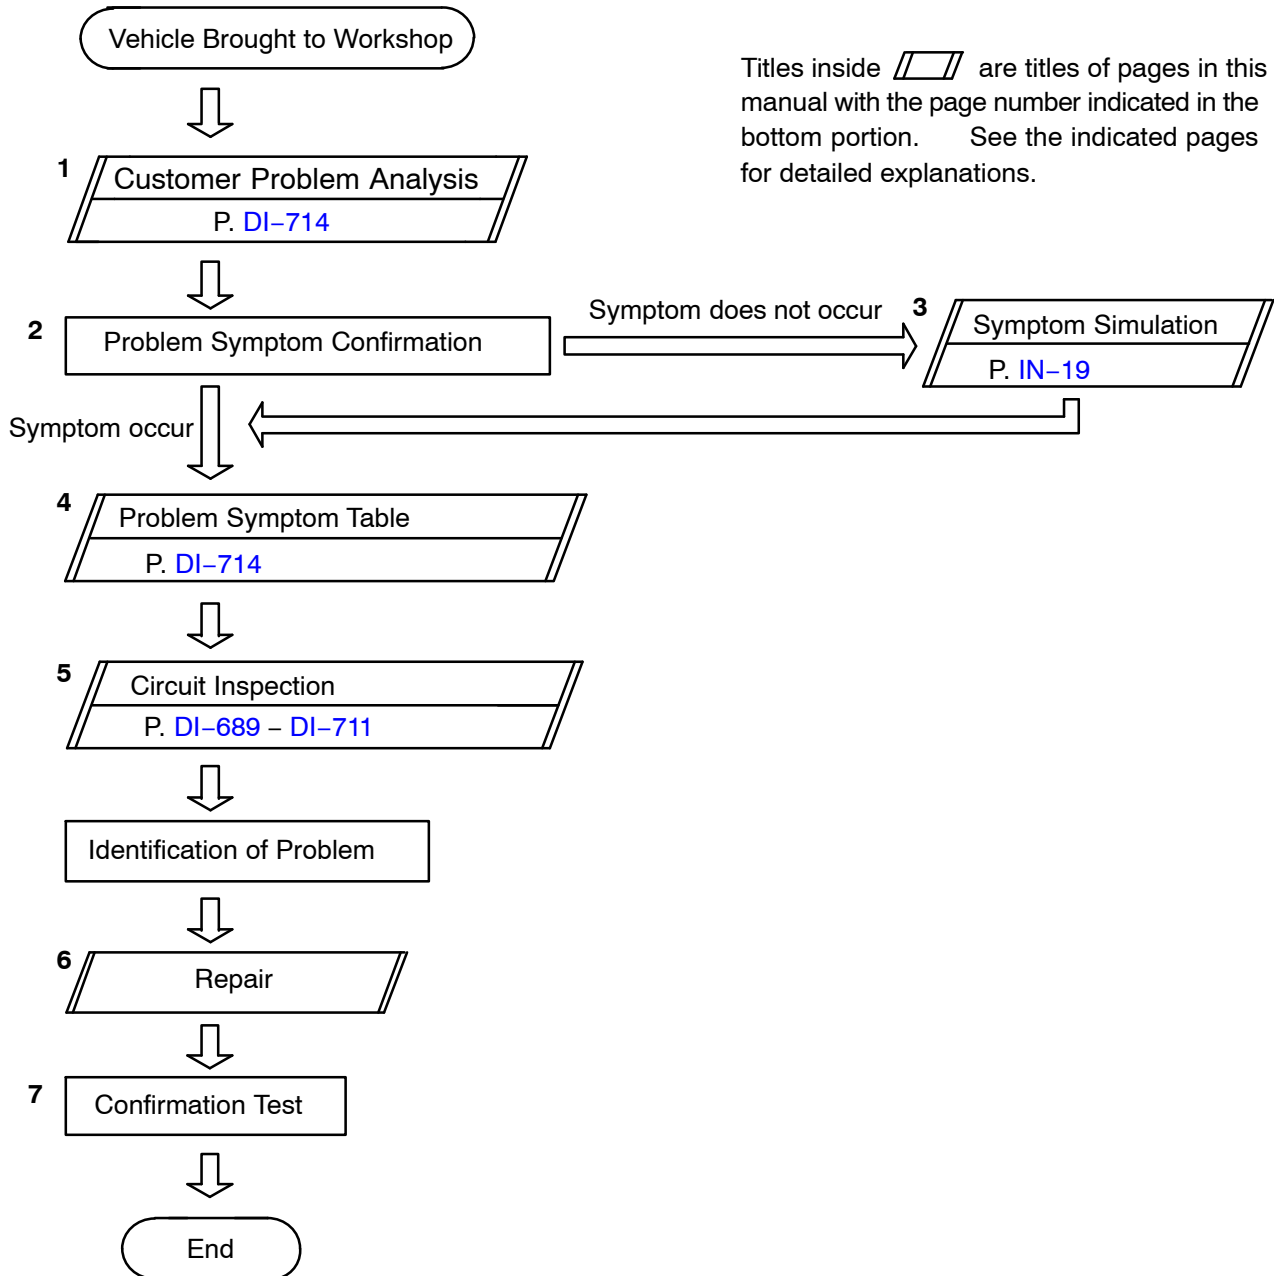 Vehicle Brought to Workshop
Titles inside are titles of pages in this
manual with the page number indicated in the
bottom portion. See the indicated pages
for detailed explanations.
1
Customer Problem Analysis
P. DI–714
2
Problem Symptom Confirmation
Symptom does not occur
3
Symptom Simulation
P. IN–19
Symptom occur
4
Problem Symptom Table
P. DI–714
5
Circuit Inspection
P. DI–689 – DI–711
Identification of Problem
6
Repair
7
Confirmation Test
End